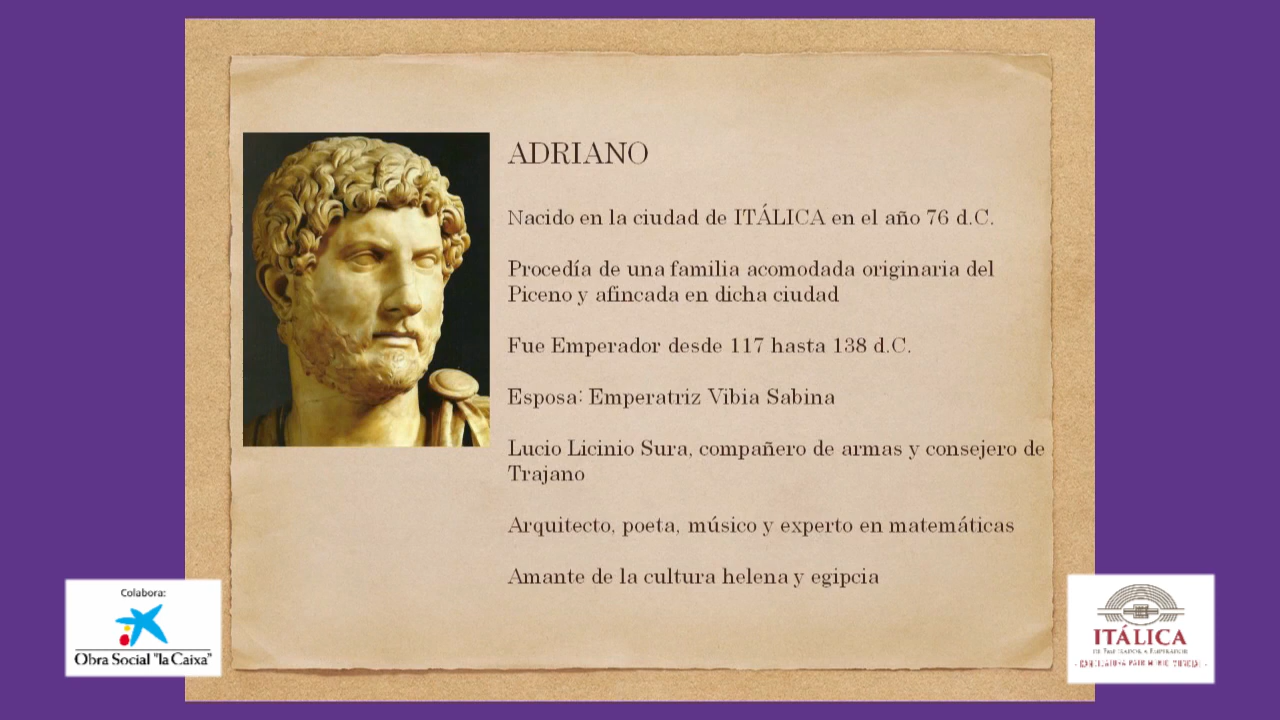 ADRIANO
Nacido en la ciudad de ITÁLICA en el año 76 d.C.
Procedía de una familia acomodada originaria del
Piceno y afincada en dicha ciudad
Fue Emperador desde 117 hasta 138 d.C.
Esposa: Emperatriz Vibia Sabina
Lucio Licinio Sura, compañero de armas y consejero de
Trajano
Arquitecto, poeta, músico y experto en matemáticas
Amante de la cultura helena y egipcia
Colabora:
Obra Social "la Caixa"
ITÁLICA